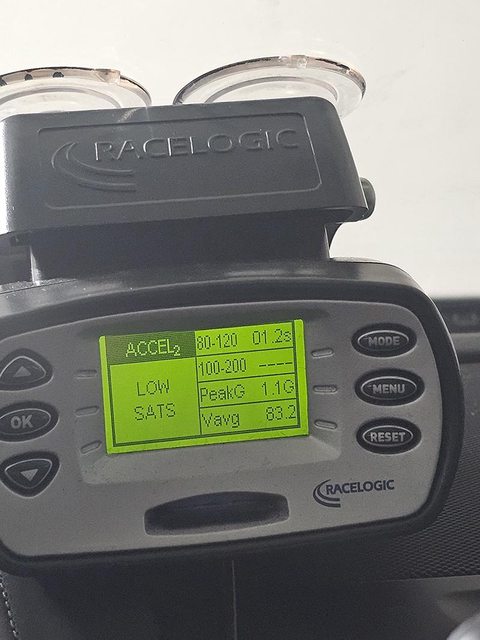 RACELOGIC
ACCEL2
LOW
SATS
80-120 01.2s
100-200 ----
PeakG 1.1G
Vavg 83.2
OK
MODE
MENU
RESET
RACELOGIC